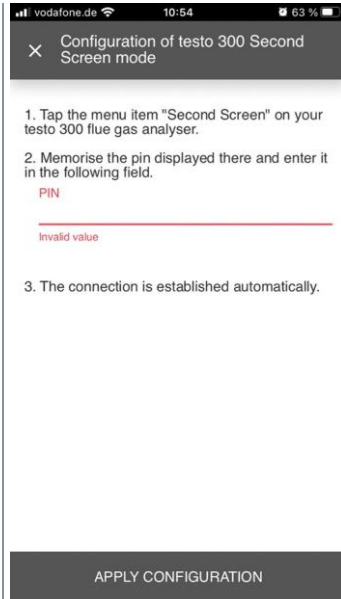 vodafone.de 10:54 63 %
Configuration of testo 300 Second
Screen mode
1. Tap the menu item "Second Screen" on your
testo 300 flue gas analyser.
2. Memorise the pin displayed there and enter it
in the following field.
PIN
Invalid value
3. The connection is established automatically.
APPLY CONFIGURATION